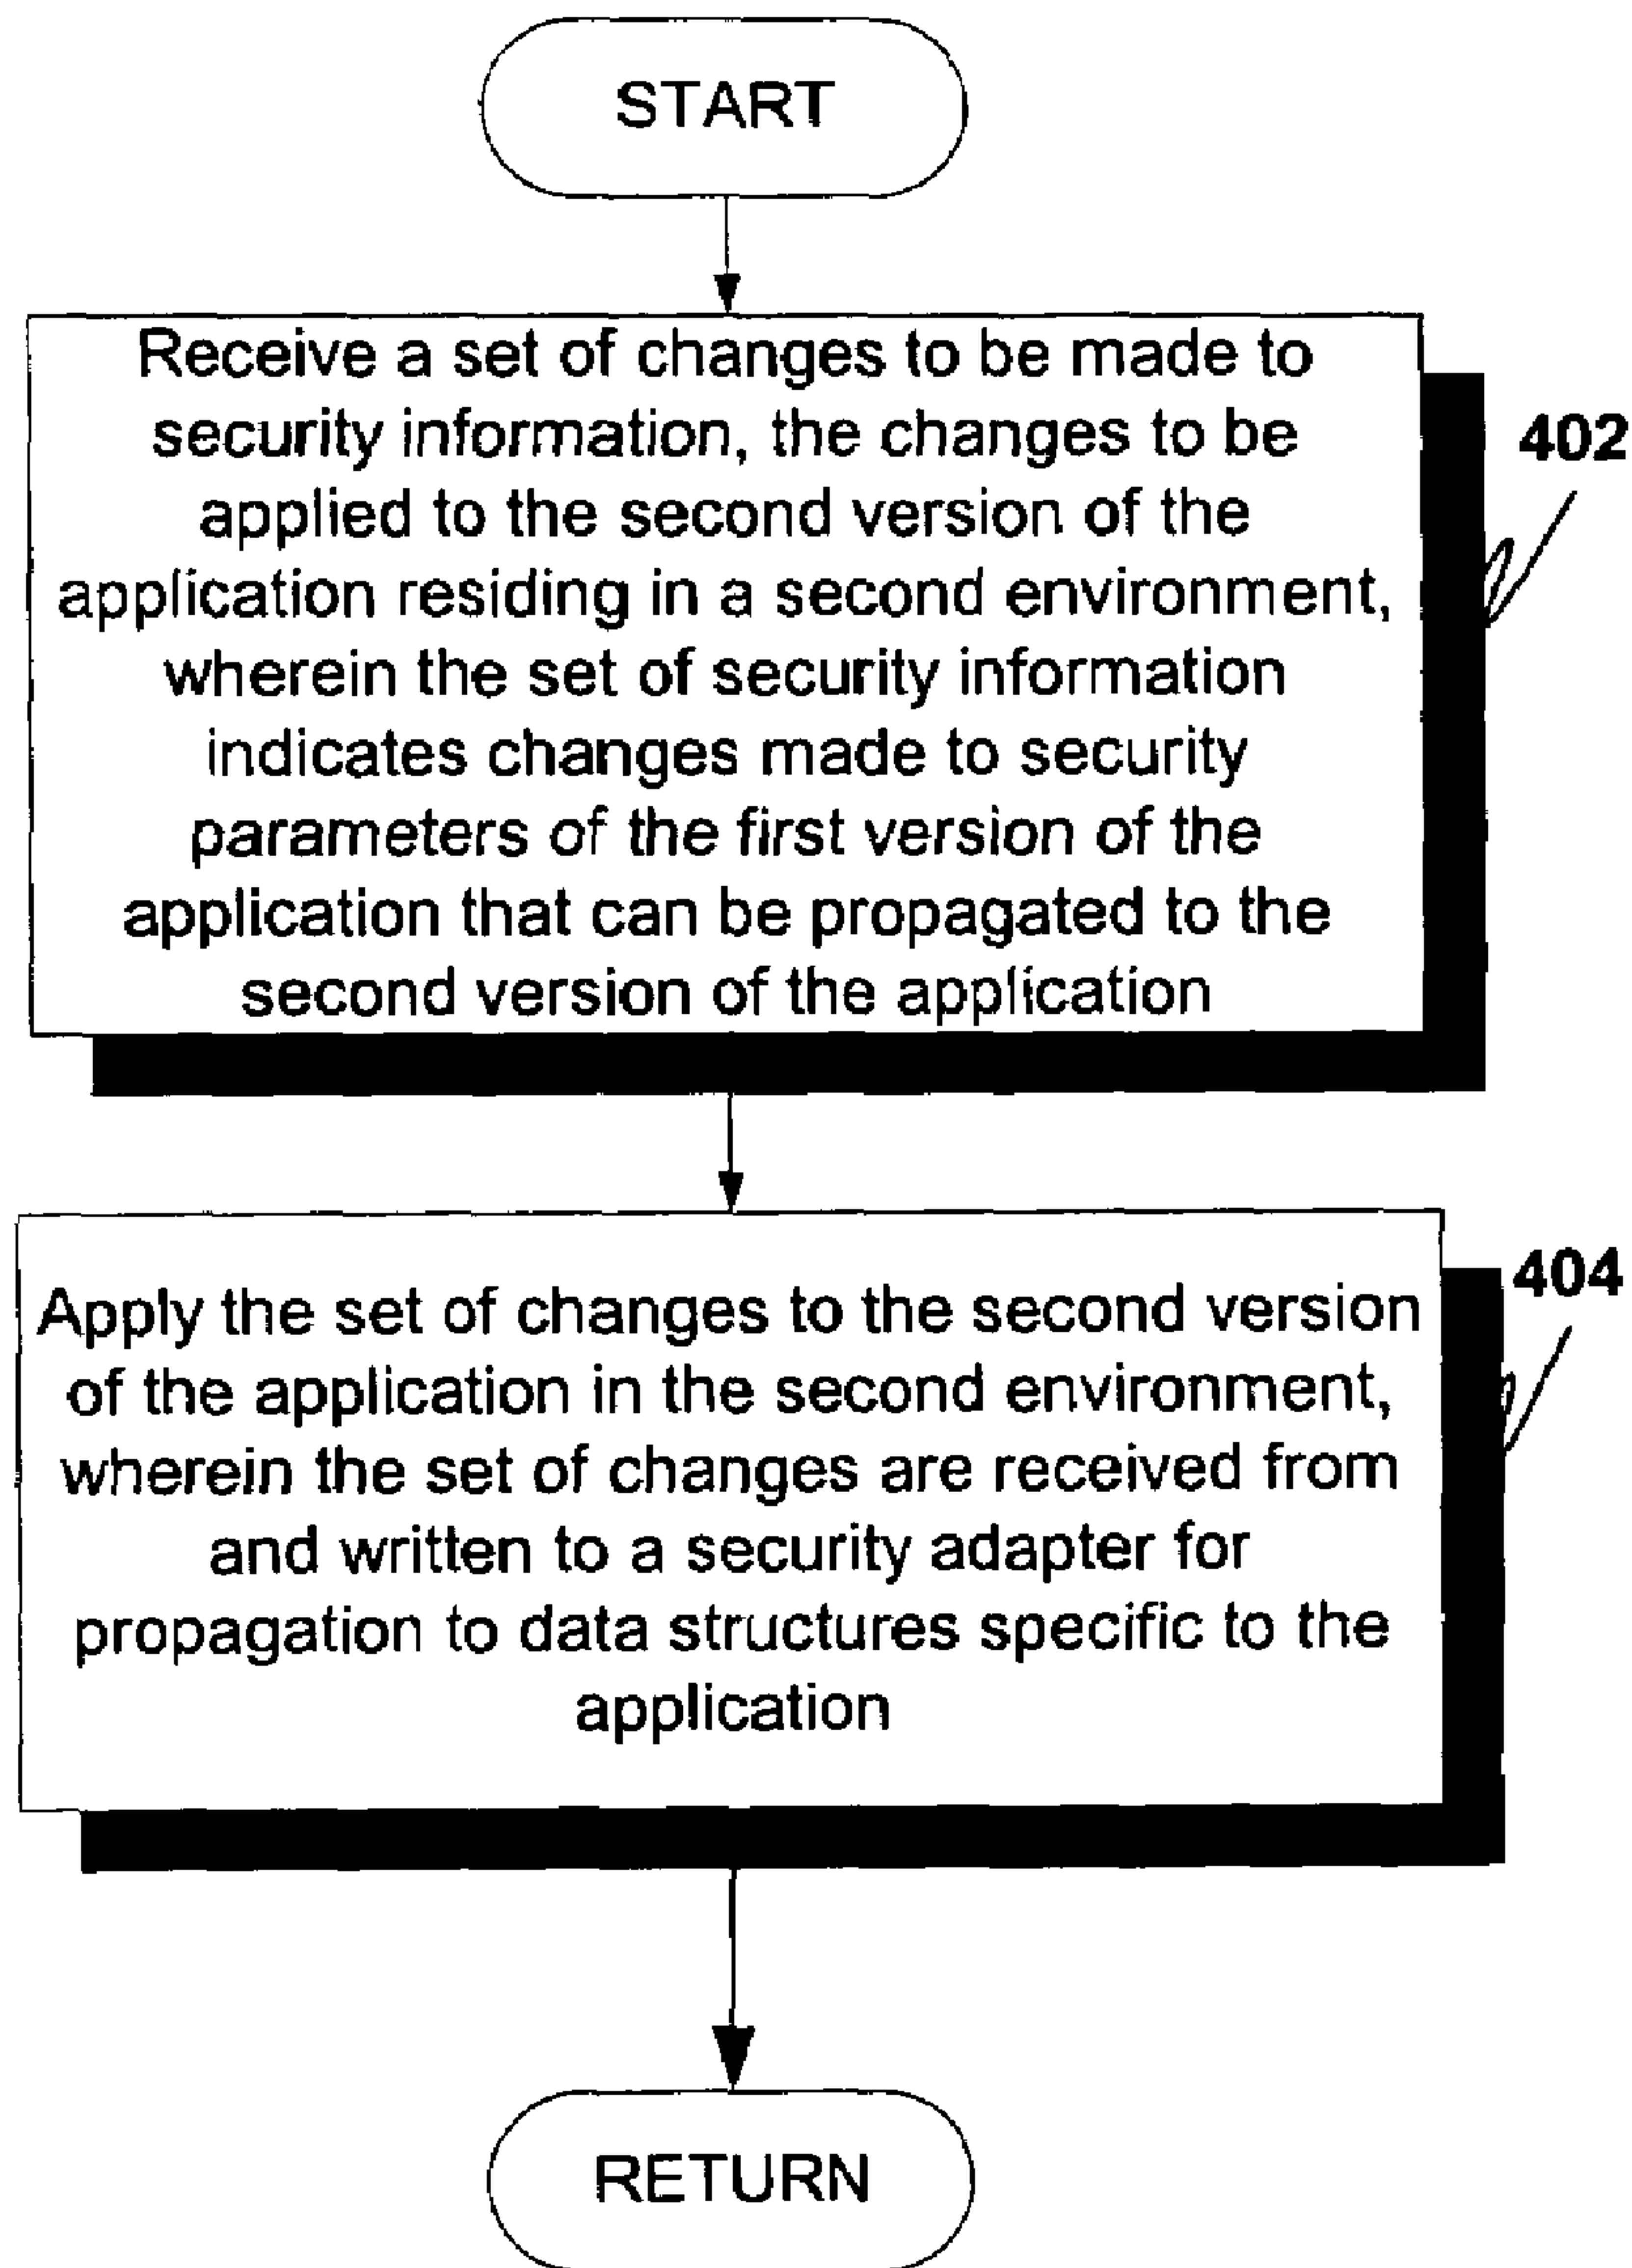 START
Receive a set of changes to be made to
security information, the changes to be
applied to the second version of the
application residing in a second environment,
wherein the set of security information
indicates changes made to security
parameters of the first version of the
application that can be propagated to the
second version of the application
402
Apply the set of changes to the second version
of the application in the second environment,
wherein the set of changes are received from
and written to a security adapter for
propagation to data structures specific to the
application
404
RETURN